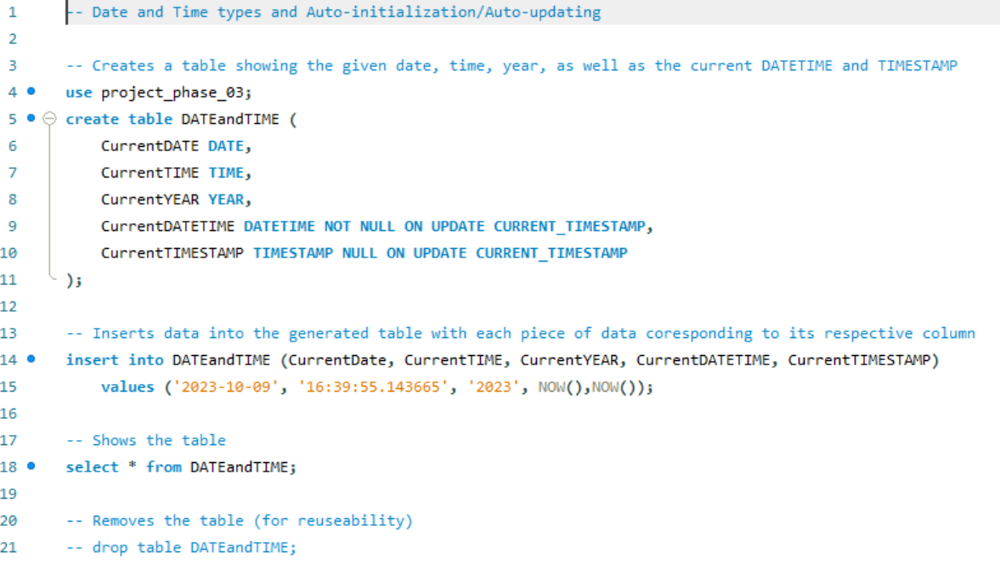 1 -- Date and Time types and Auto-initialization/Auto-updating
2
3 -- Creates a table showing the given date, time, year, as well as the current DATETIME and TIMESTAMP
4 use project_phase_03;
5 create table DATEandTIME (
6 CurrentDATE DATE,
7 CurrentTIME TIME,
8 CurrentYEAR YEAR,
9 CurrentDATETIME DATETIME NOT NULL ON UPDATE CURRENT_TIMESTAMP,
10 CurrentTIMESTAMP TIMESTAMP NULL ON UPDATE CURRENT_TIMESTAMP
11 );
12
13 -- Inserts data into the generated table with each piece of data coresponding to its respective column
14 insert into DATEandTIME (CurrentDate, CurrentTIME, CurrentYEAR, CurrentDATETIME, CurrentTIMESTAMP)
15 values ('2023-10-09', '16:39:55.143665', '2023', NOW(),NOW());
16
17 -- Shows the table
18 select * from DATEandTIME;
19
20 -- Removes the table (for reuseability)
21 -- drop table DATEandTIME;